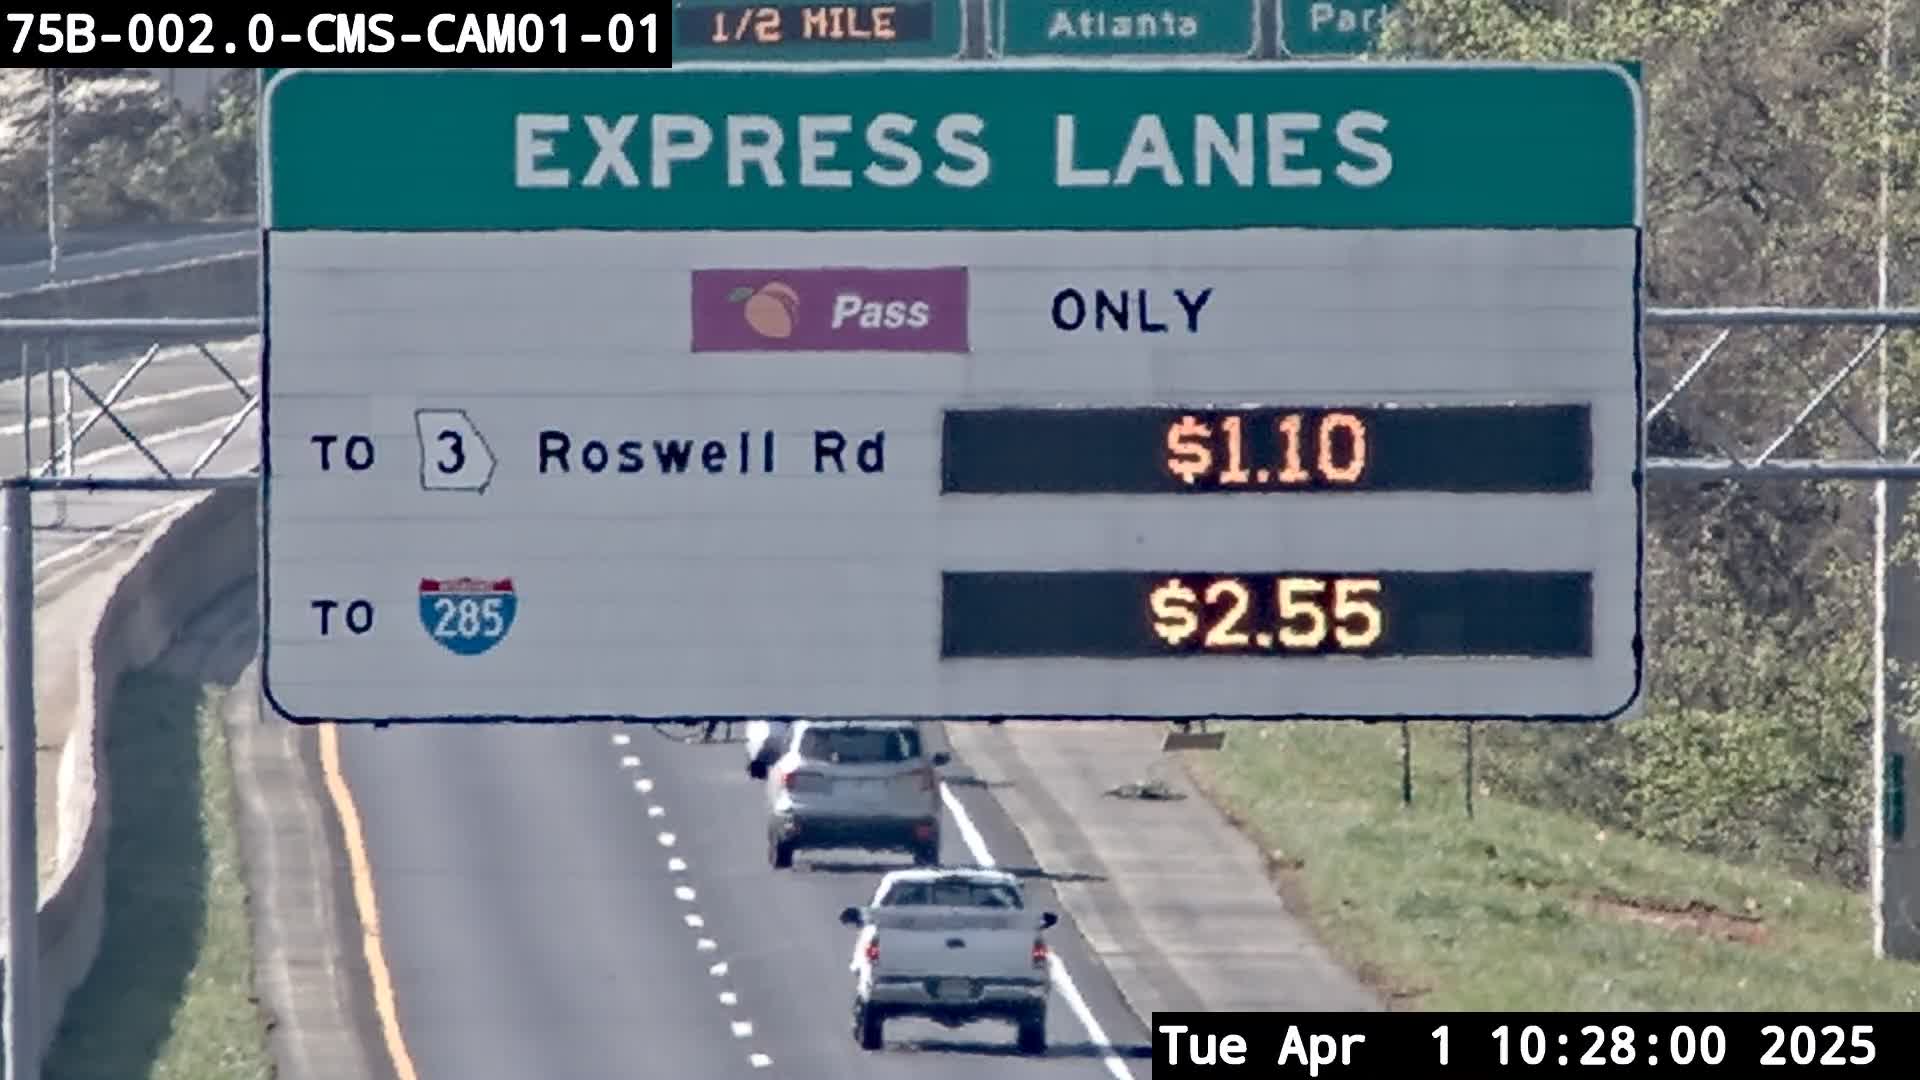 75B-002.0-CMS-CAM01-01
1/2 MILE
Atlanta
Park
EXPRESS LANES
Pass ONLY
TO 3 Roswell Rd $1.10
TO 285 $2.55
Tue Apr 1 10:28:00 2025